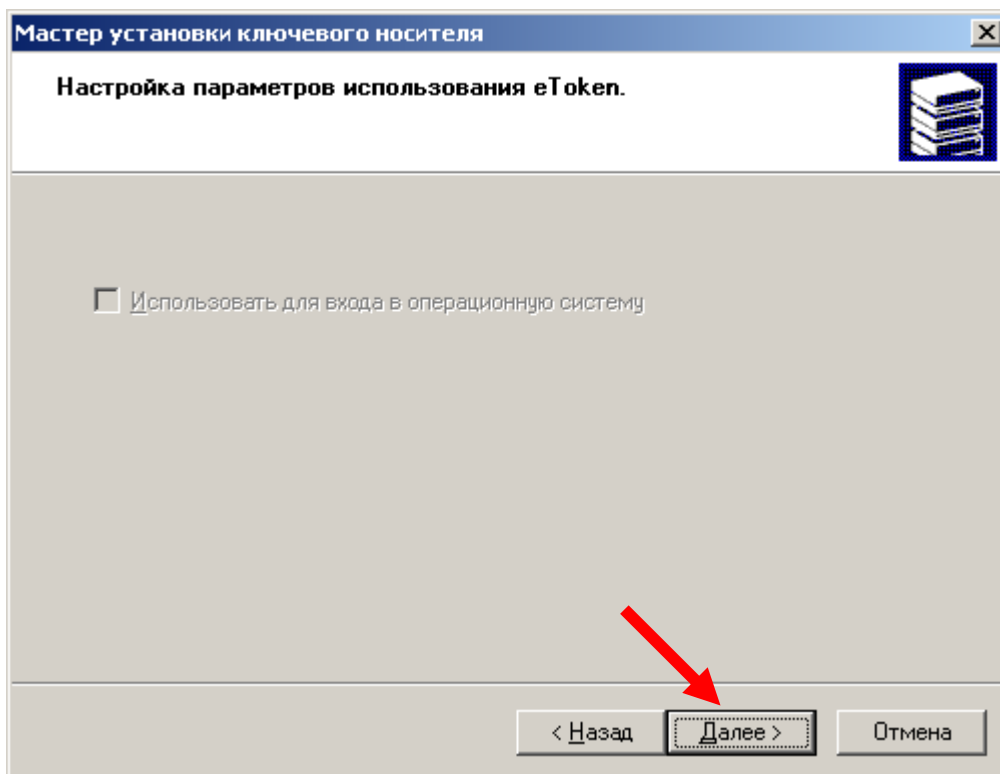 Мастер установки ключевого носителя
Настройка параметров использования eToken.
Использовать для входа в операционную систему
< Назад
Далее >
Отмена